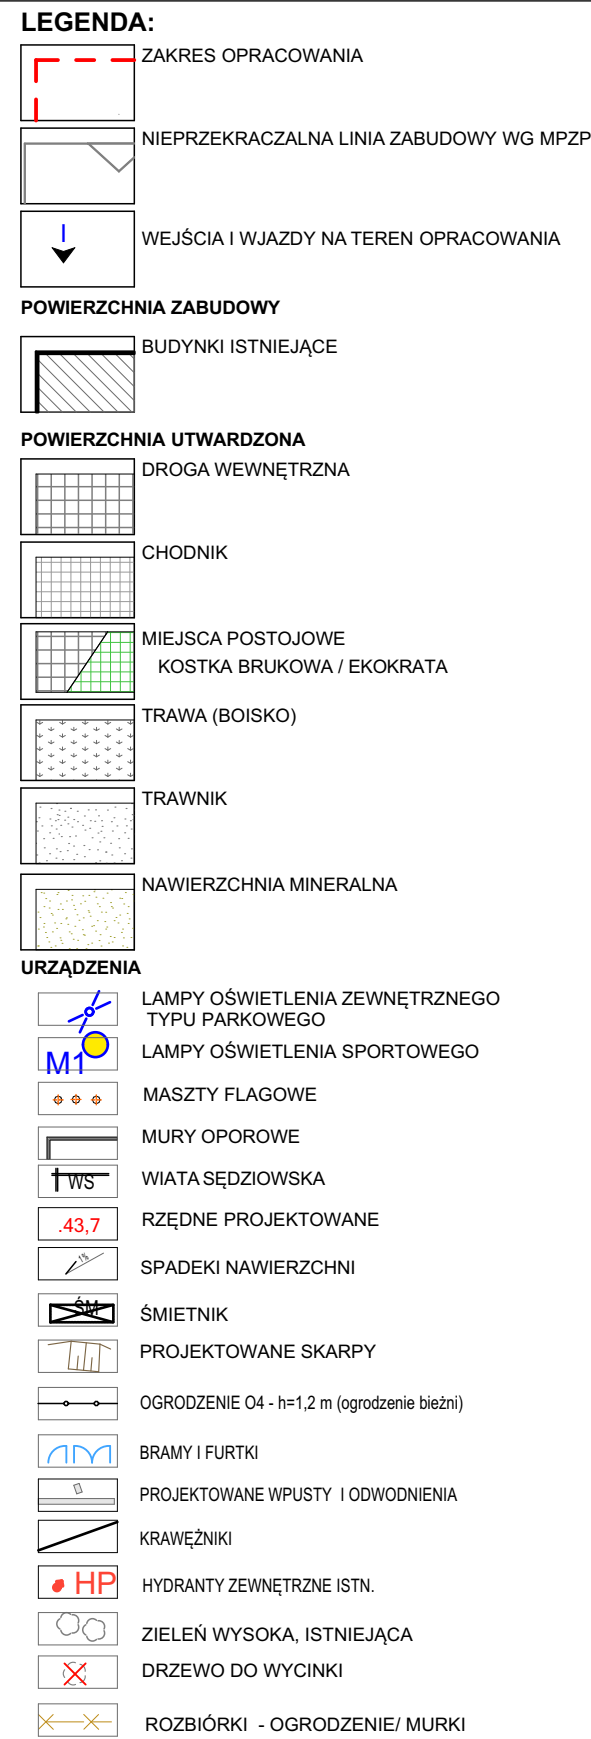 LEGENDA:
ZAKRES OPRACOWANIA
NIEPRZEKRACZALNA LINIA ZABUDOWY WG MPZP
WEJŚCIA I WJAZDY NA TEREN OPRACOWANIA
POWIERZCHNIA ZABUDOWY
BUDYNKI ISTNIEJĄCE
POWIERZCHNIA UTWARDZONA
DROGA WEWNĘTRZNA
CHODNIK
MIEJSCA POSTOJOWE
KOSTKA BRUKOWA / EKOKRATA
TRAWA (BOISKO)
TRAWNIK
NAWIERZCHNIA MINERALNA
URZĄDZENIA
LAMPY OŚWIETLENIA ZEWNĘTRZNEGO
TYPU PARKOWEGO
M1 LAMPY OŚWIETLENIA SPORTOWEGO
MASZTY FLAGOWE
MURY OPOROWE
WS WIATA SĘDZIOWSKA
.43,7 RZĘDNE PROJEKTOWANE
1% SPADEKI NAWIERZCHNI
ŚM ŚMIETNIK
PROJEKTOWANE SKARPY
OGRODZENIE O4 - h=1,2 m (ogrodzenie bieżni)
BRAMY I FURTKI
PROJEKTOWANE WPUSTY I ODWODNIENIA
KRAWĘŻNIKI
HP HYDRANTY ZEWNĘTRZNE ISTN.
ZIELEŃ WYSOKA, ISTNIEJĄCA
DRZEWO DO WYCINKI
ROZBIÓRKI - OGRODZENIE/ MURKI